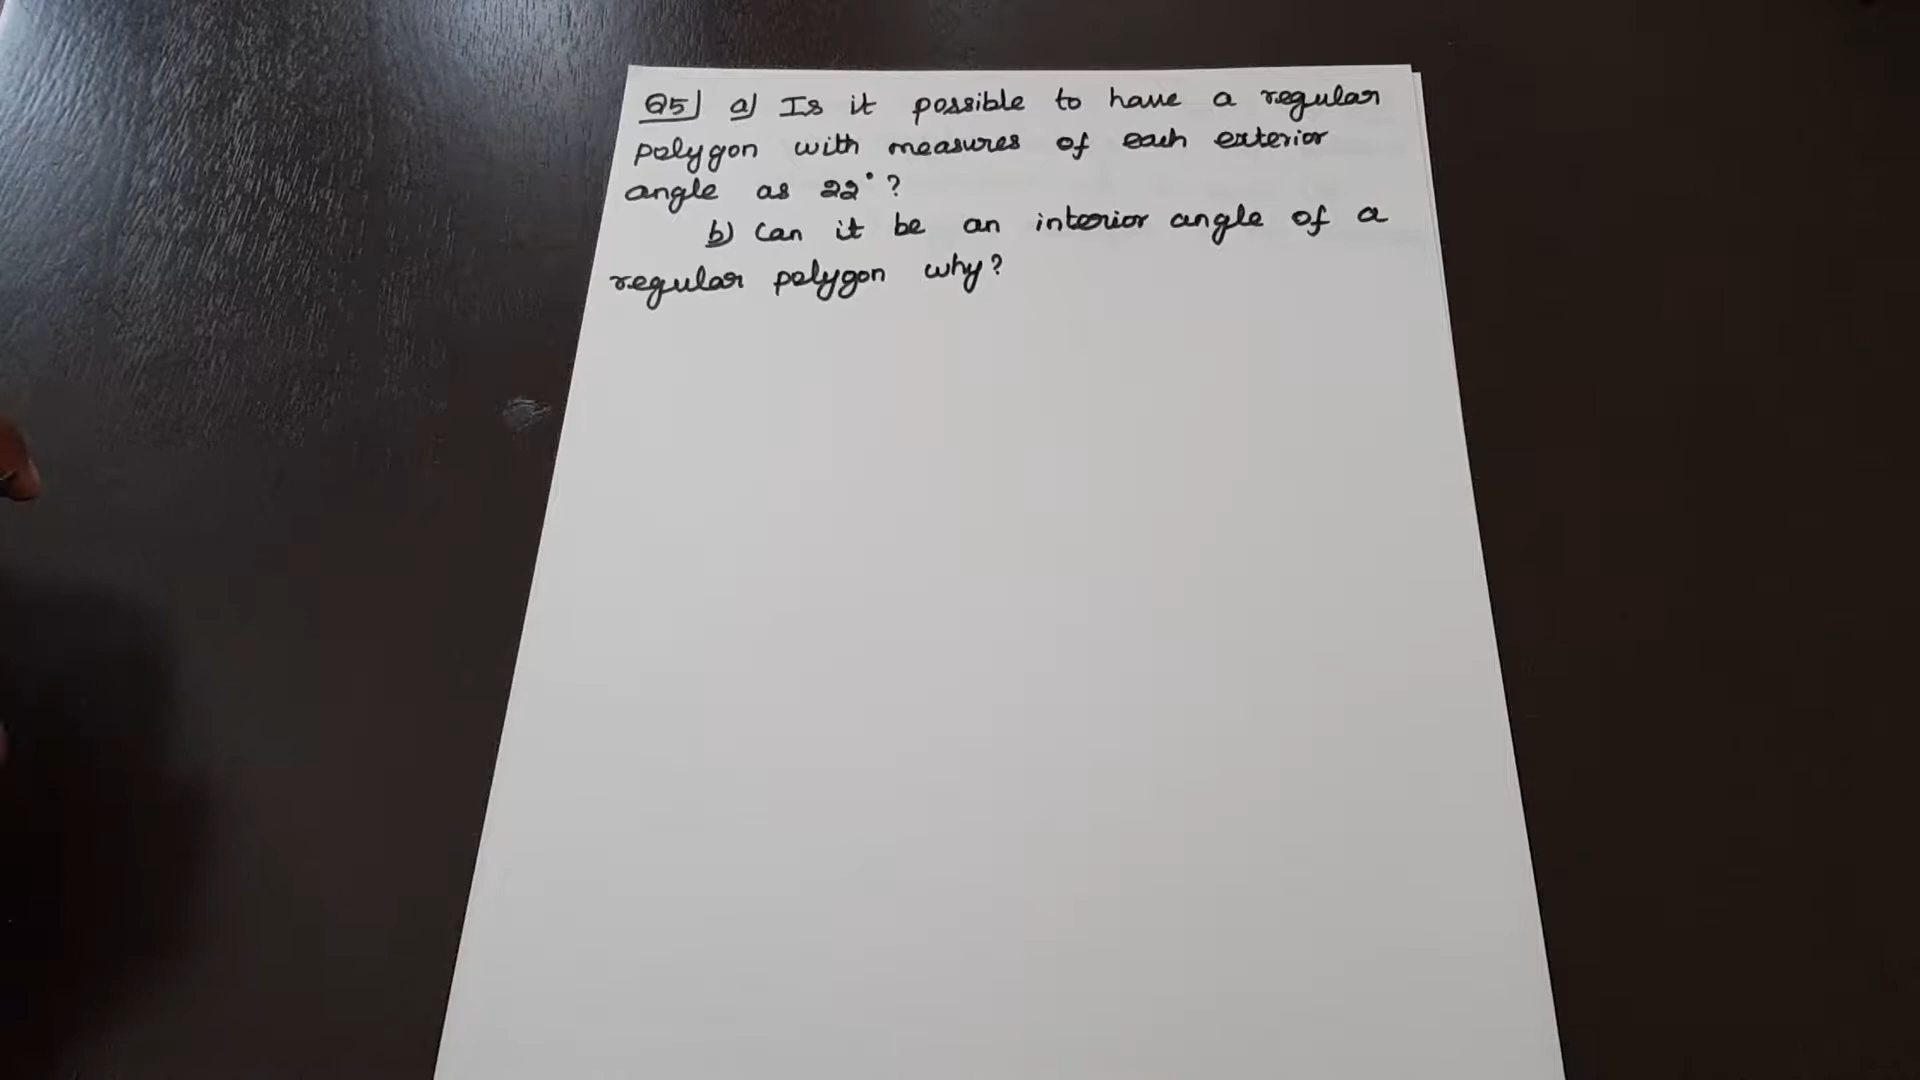 Q5) a) Is it possible to have a regular
polygon with measures of each exterior
angle as 22°?
b) Can it be an interior angle of a
regular polygon why?